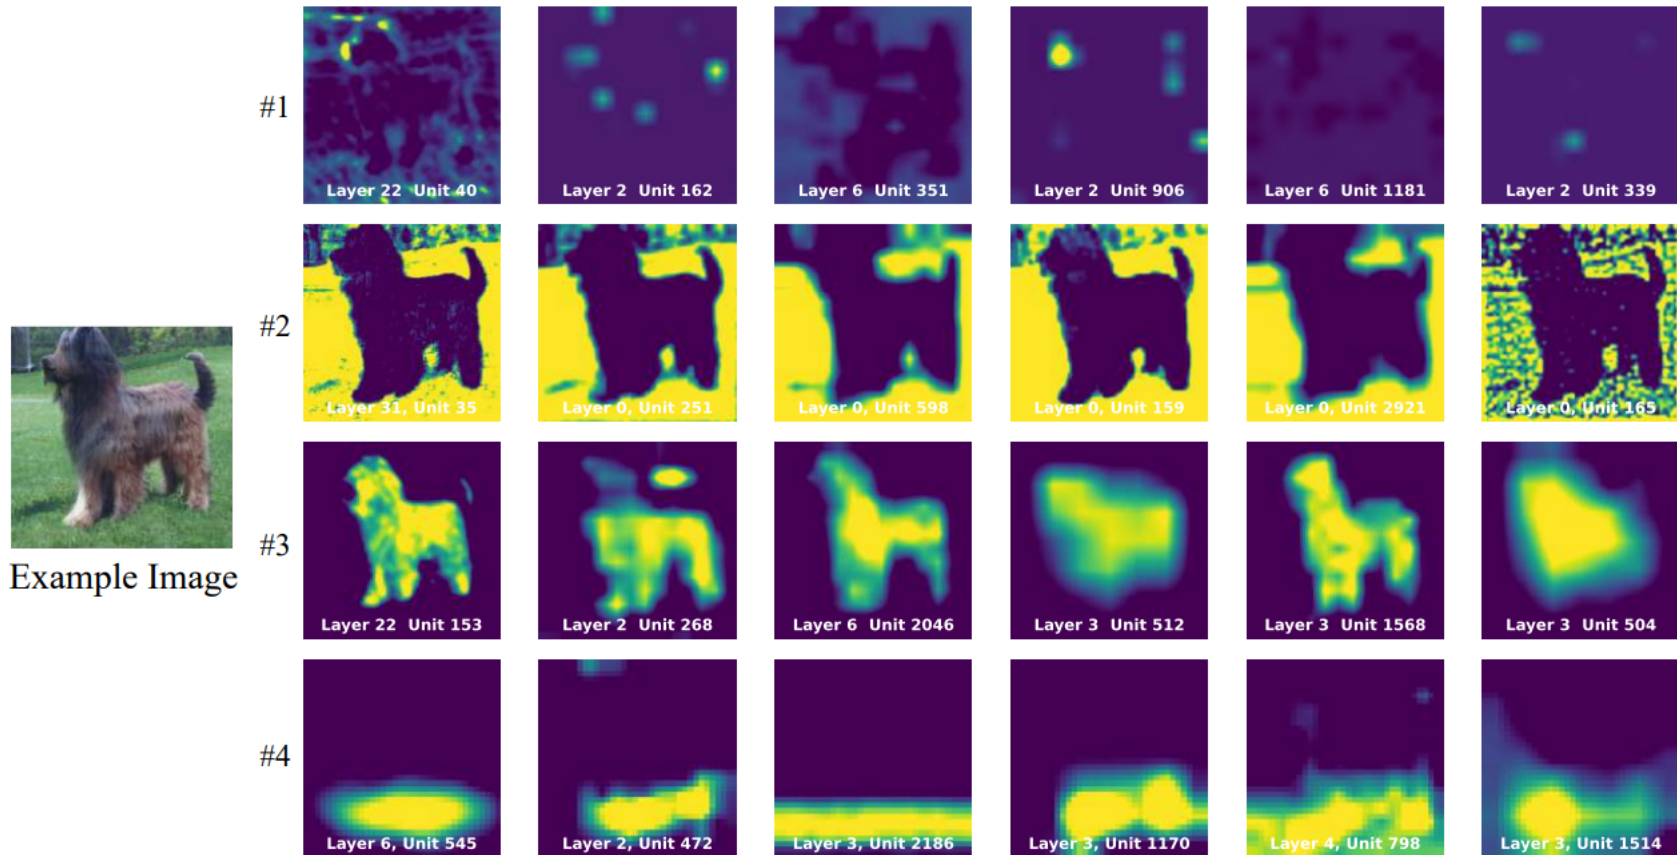 #1
Layer 22 Unit 40
Layer 2 Unit 162
Layer 6 Unit 351
Layer 2 Unit 906
Layer 6 Unit 1181
Layer 2 Unit 339
#2
Layer 31, Unit 35
Layer 0, Unit 251
Layer 0, Unit 598
Layer 0, Unit 159
Layer 0, Unit 2921
Layer 0, Unit 165
Example Image
#3
Layer 22 Unit 153
Layer 2 Unit 268
Layer 6 Unit 2046
Layer 3 Unit 512
Layer 3 Unit 1568
Layer 3 Unit 504
#4
Layer 6, Unit 545
Layer 2, Unit 472
Layer 3, Unit 2186
Layer 3, Unit 1170
Layer 4, Unit 798
Layer 3, Unit 1514